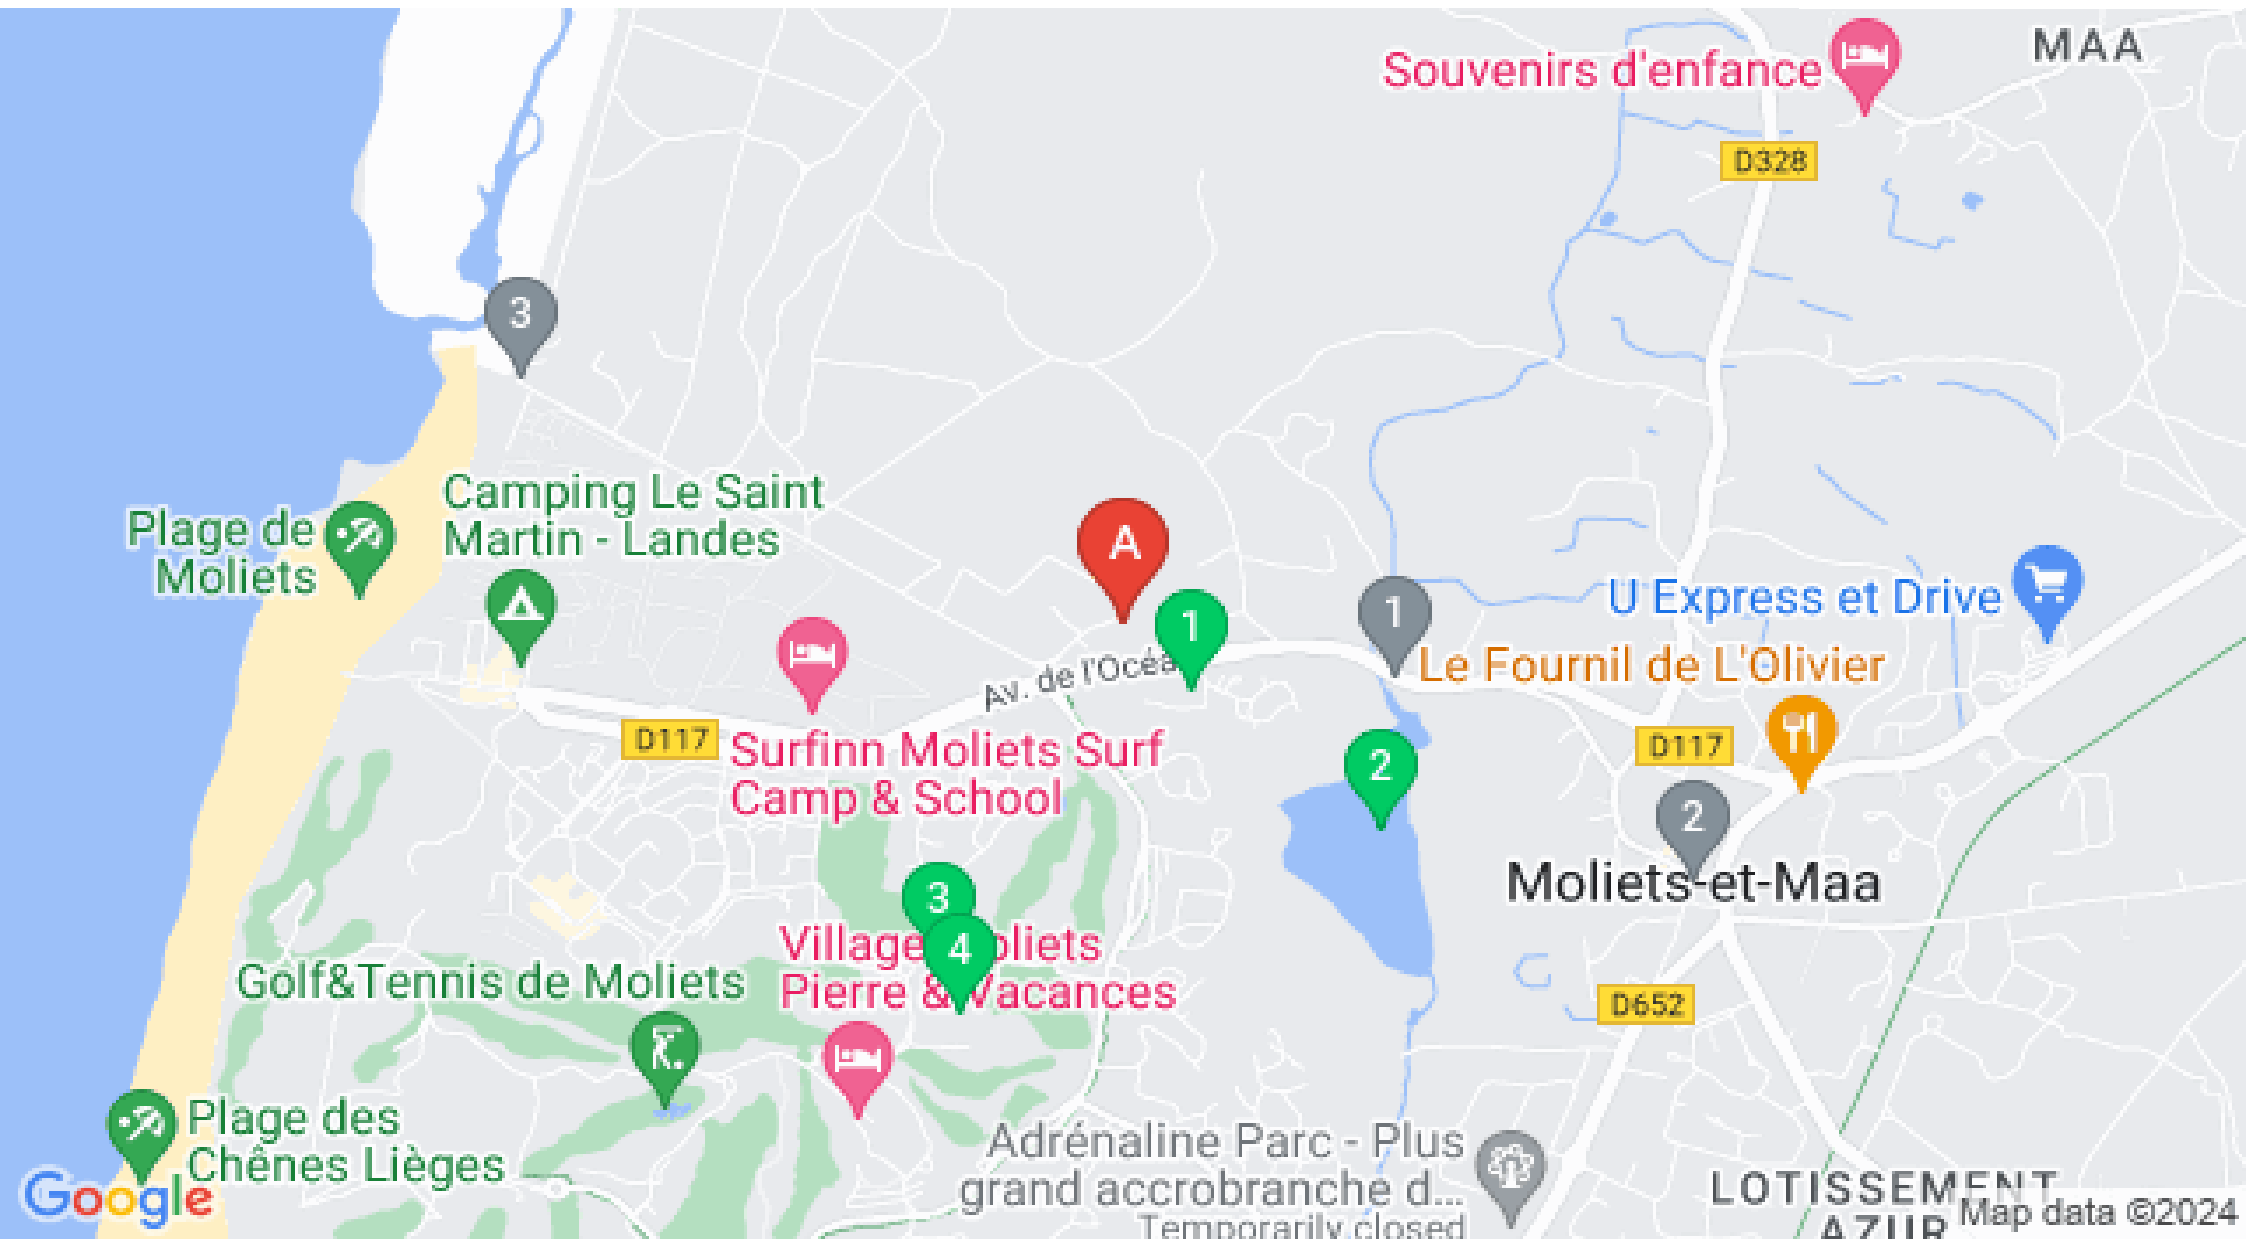 MAA
Souvenirs d'enfance
D328
3
Camping Le Saint
Martin - Landes
Plage de
Moliets
A
1
1
U Express et Drive
Le Fournil de L'Olivier
Av. de l'Océa
D117
D117
Surfinn Moliets Surf
Camp & School
2
2
Moliets-et-Maa
3
4
Village Moliets
Pierre & Vacances
Golf&Tennis de Moliets
D652
Plage des
Chênes Lièges
Adrénaline Parc - Plus
grand accrobranche d...
Temporarily closed
LOTISSEMENT
AZUR
Google
Map data ©2024